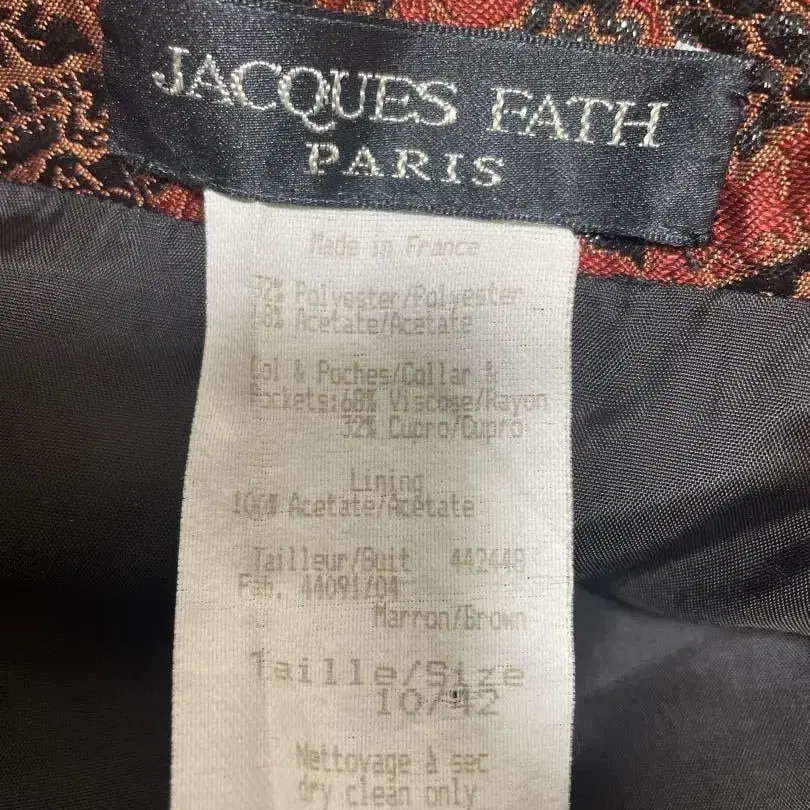 JACQUES FATH
PARIS
Made in France
Polyester/Polyester
Acetate/Acetate
Col & Poches/Collar &
Pockets:68% Viscose/Rayon
32% Cupro/Cupro
Lining
100% Acetate/Acetate
Tailleur/Suit 442448
Fab. 44091/04
Marron/Brown
Taille/Size
10/42
Nettoyage à sec
dry clean only